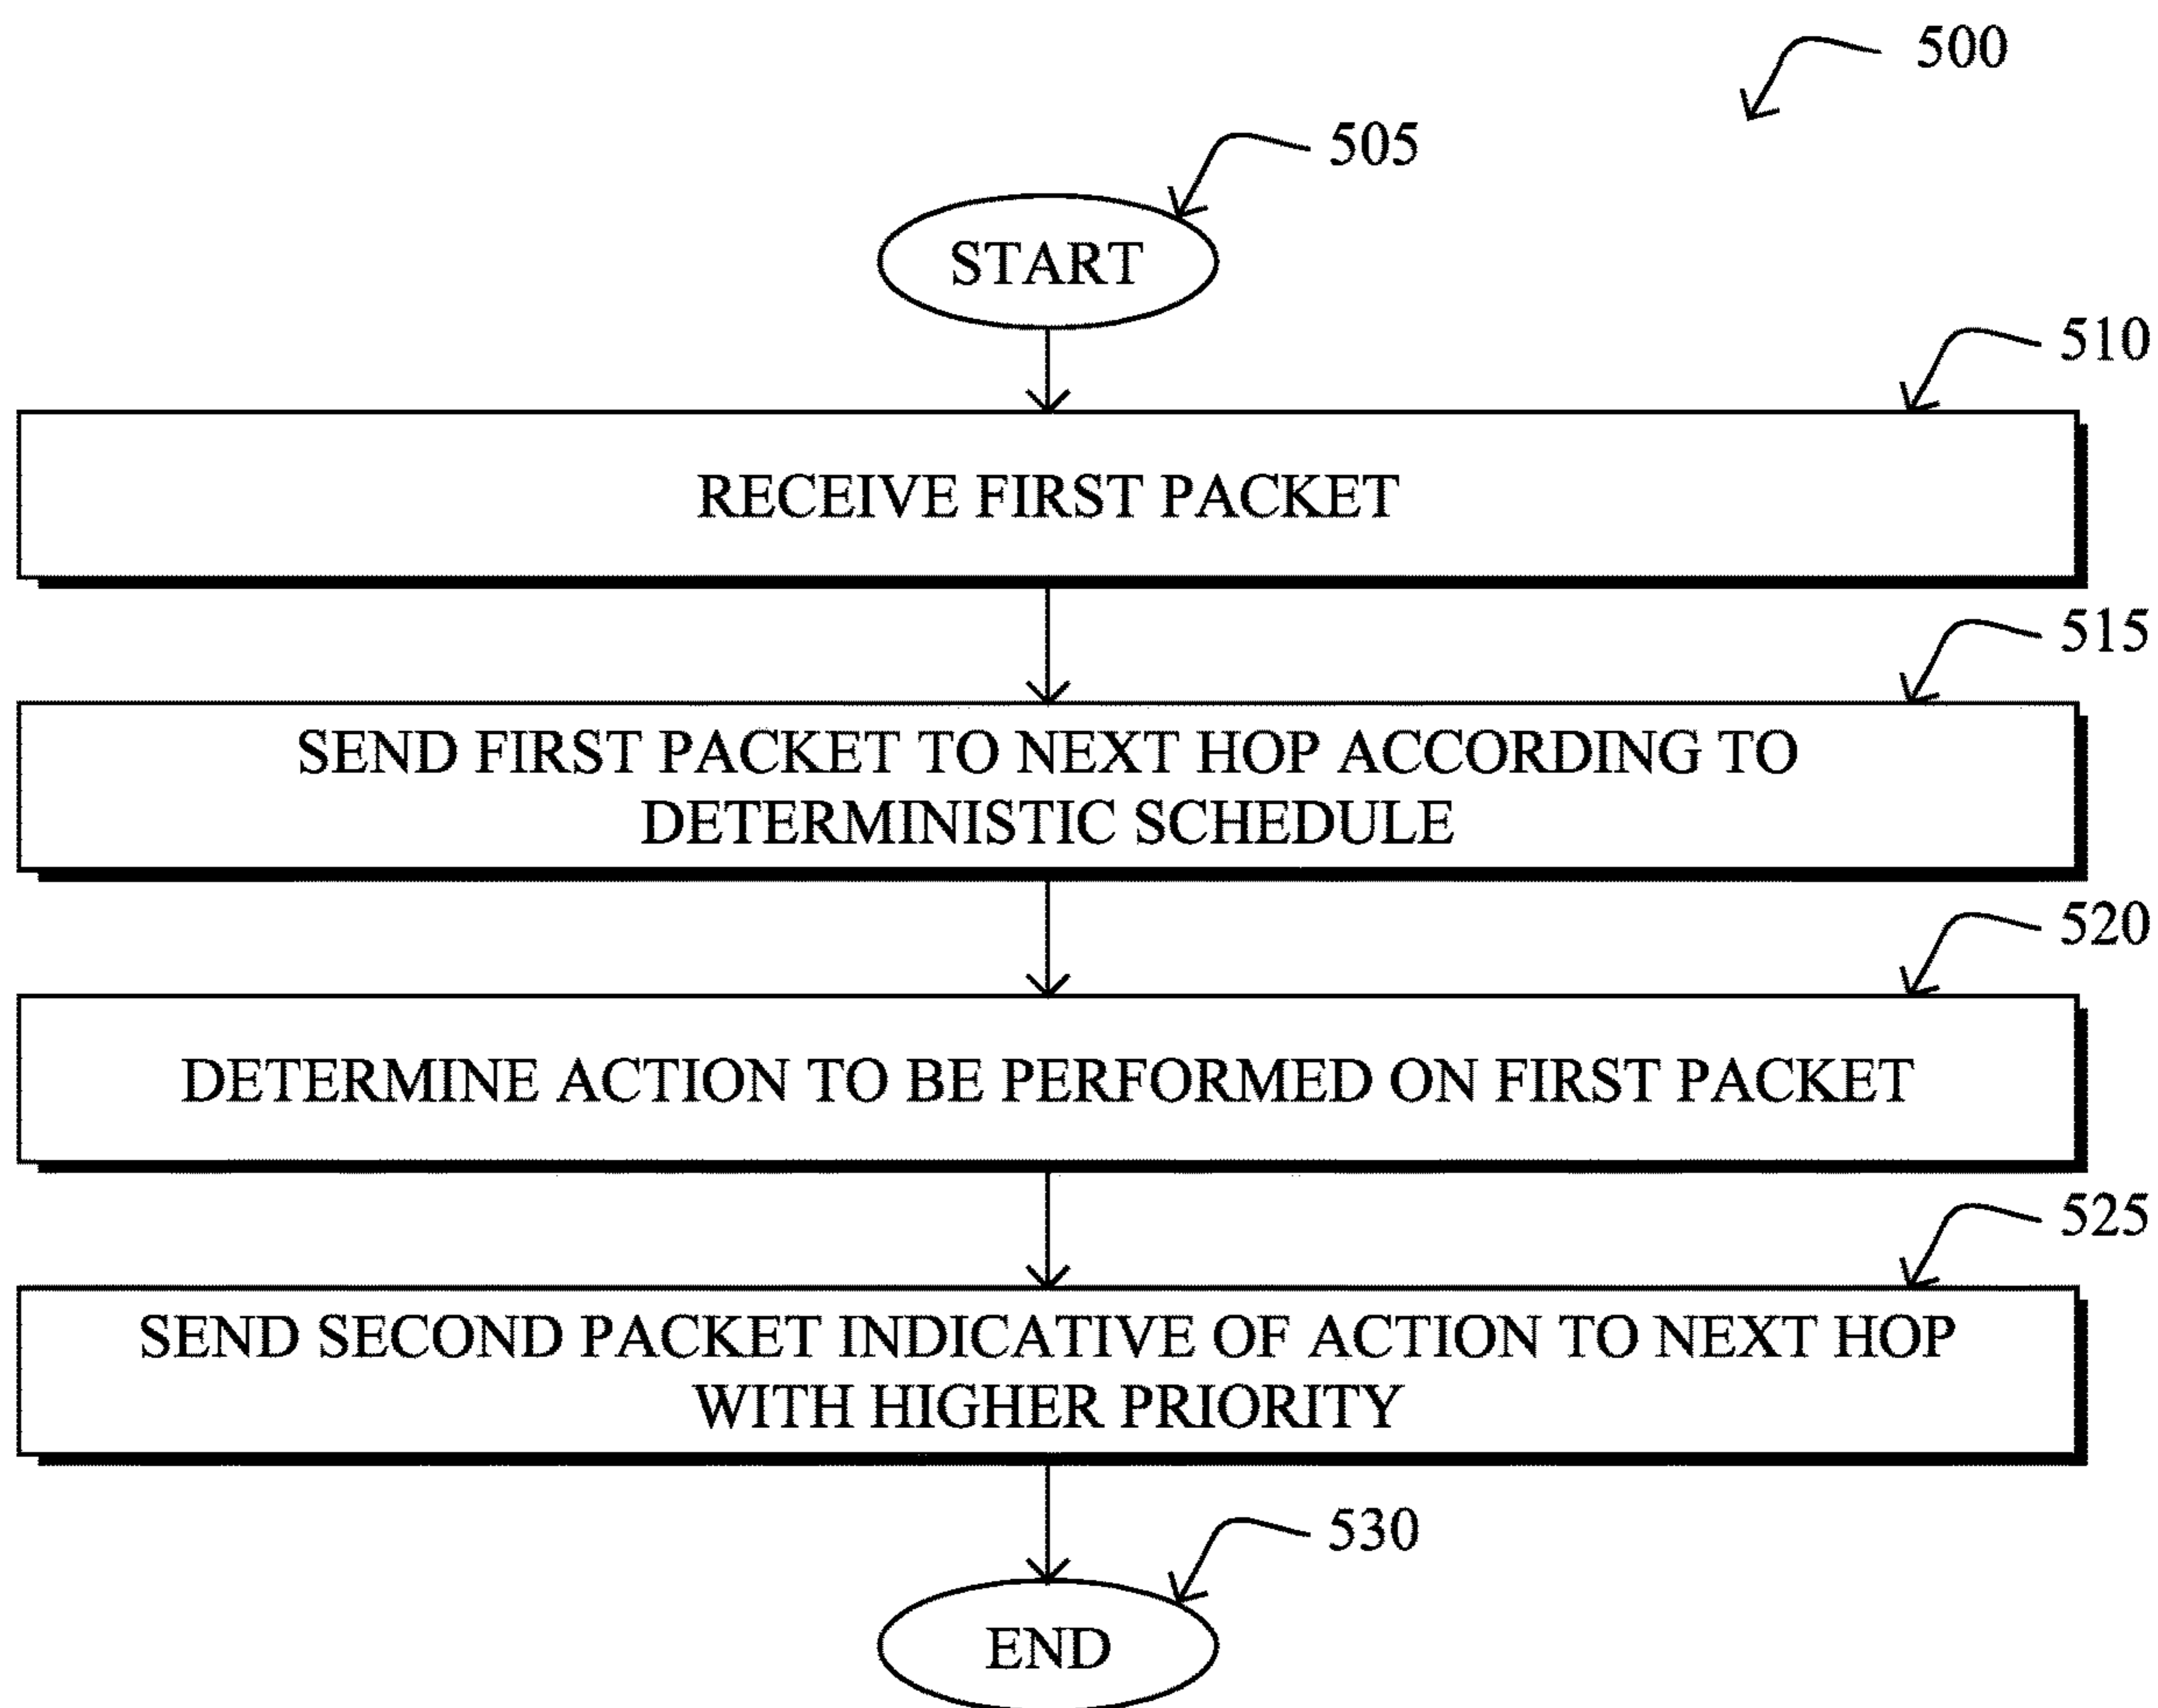 500
505
START
510
RECEIVE FIRST PACKET
515
SEND FIRST PACKET TO NEXT HOP ACCORDING TO
DETERMINISTIC SCHEDULE
520
DETERMINE ACTION TO BE PERFORMED ON FIRST PACKET
525
SEND SECOND PACKET INDICATIVE OF ACTION TO NEXT HOP
WITH HIGHER PRIORITY
530
END